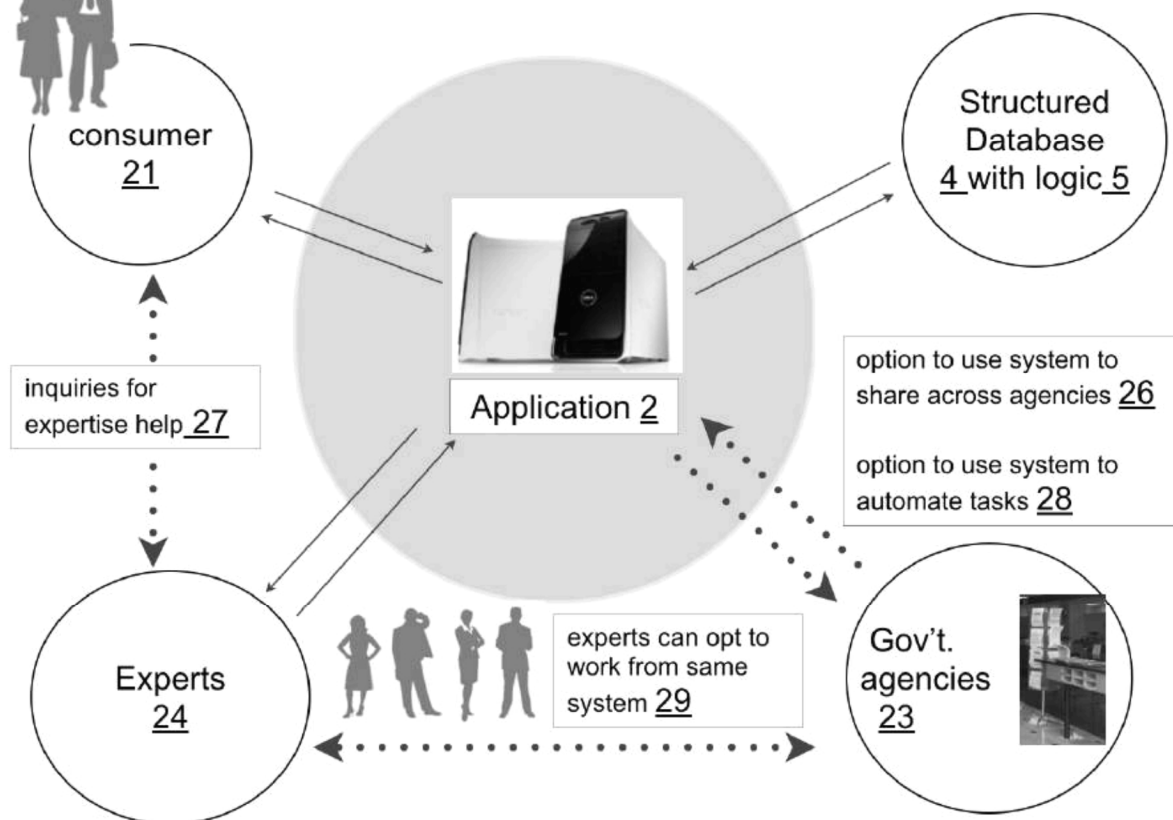 consumer
21
Structured
Database
4 with logic 5
Application 2
inquiries for
expertise help 27
option to use system to
share across agencies 26
option to use system to
automate tasks 28
Experts
24
experts can opt to
work from same
system 29
Gov't.
agencies
23